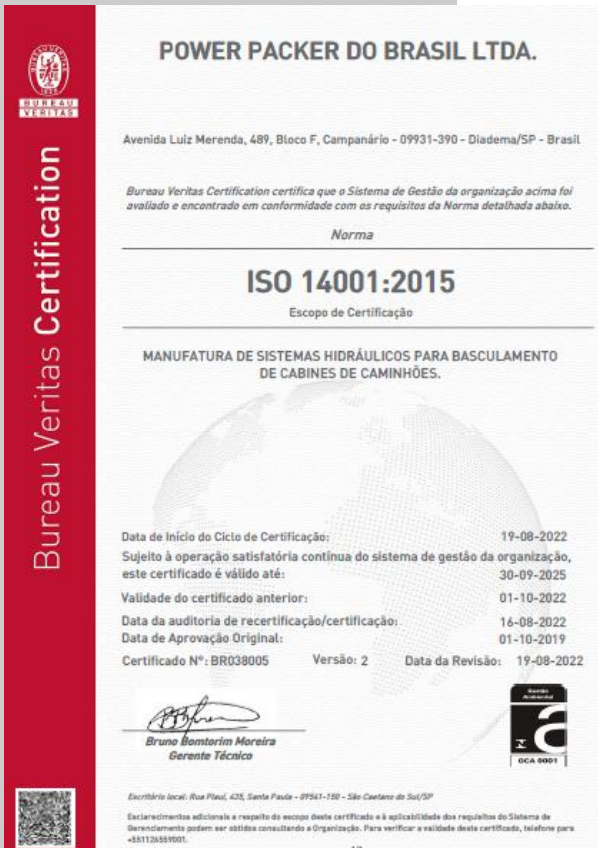 POWER PACKER DO BRASIL LTDA.
BUREAU
VERITAS
Bureau Veritas Certification
Avenida Luiz Merenda, 489, Bloco F, Campanário - 09931-390 - Diadema/SP - Brasil
Bureau Veritas Certification certifica que o Sistema de Gestão da organização acima foi
avaliado e encontrado em conformidade com os requisitos da Norma detalhada abaixo.
Norma
ISO 14001:2015
Escopo de Certificação
MANUFATURA DE SISTEMAS HIDRÁULICOS PARA BASCULAMENTO
DE CABINES DE CAMINHÕES.
Data de Início do Ciclo de Certificação: 19-08-2022
Sujeito à operação satisfatória contínua do sistema de gestão da organização,
este certificado é válido até: 30-09-2025
Validade do certificado anterior: 01-10-2022
Data da auditoria de recertificação/certificação: 16-08-2022
Data de Aprovação Original: 01-10-2019
Certificado Nº: BR038005 Versão: 2 Data da Revisão: 19-08-2022
Bruno Bomtorim Moreira
Gerente Técnico
Gestão
Ambiental
OCA 0001
Escritório local: Rua Piauí, 435, Santa Paula - 09541-150 - São Caetano do Sul/SP
Esclarecimentos adicionais a respeito do escopo deste certificado e à aplicabilidade dos requisitos do Sistema de
Gerenciamento podem ser obtidos consultando a Organização. Para verificar a validade deste certificado, telefone para
+551126559001.